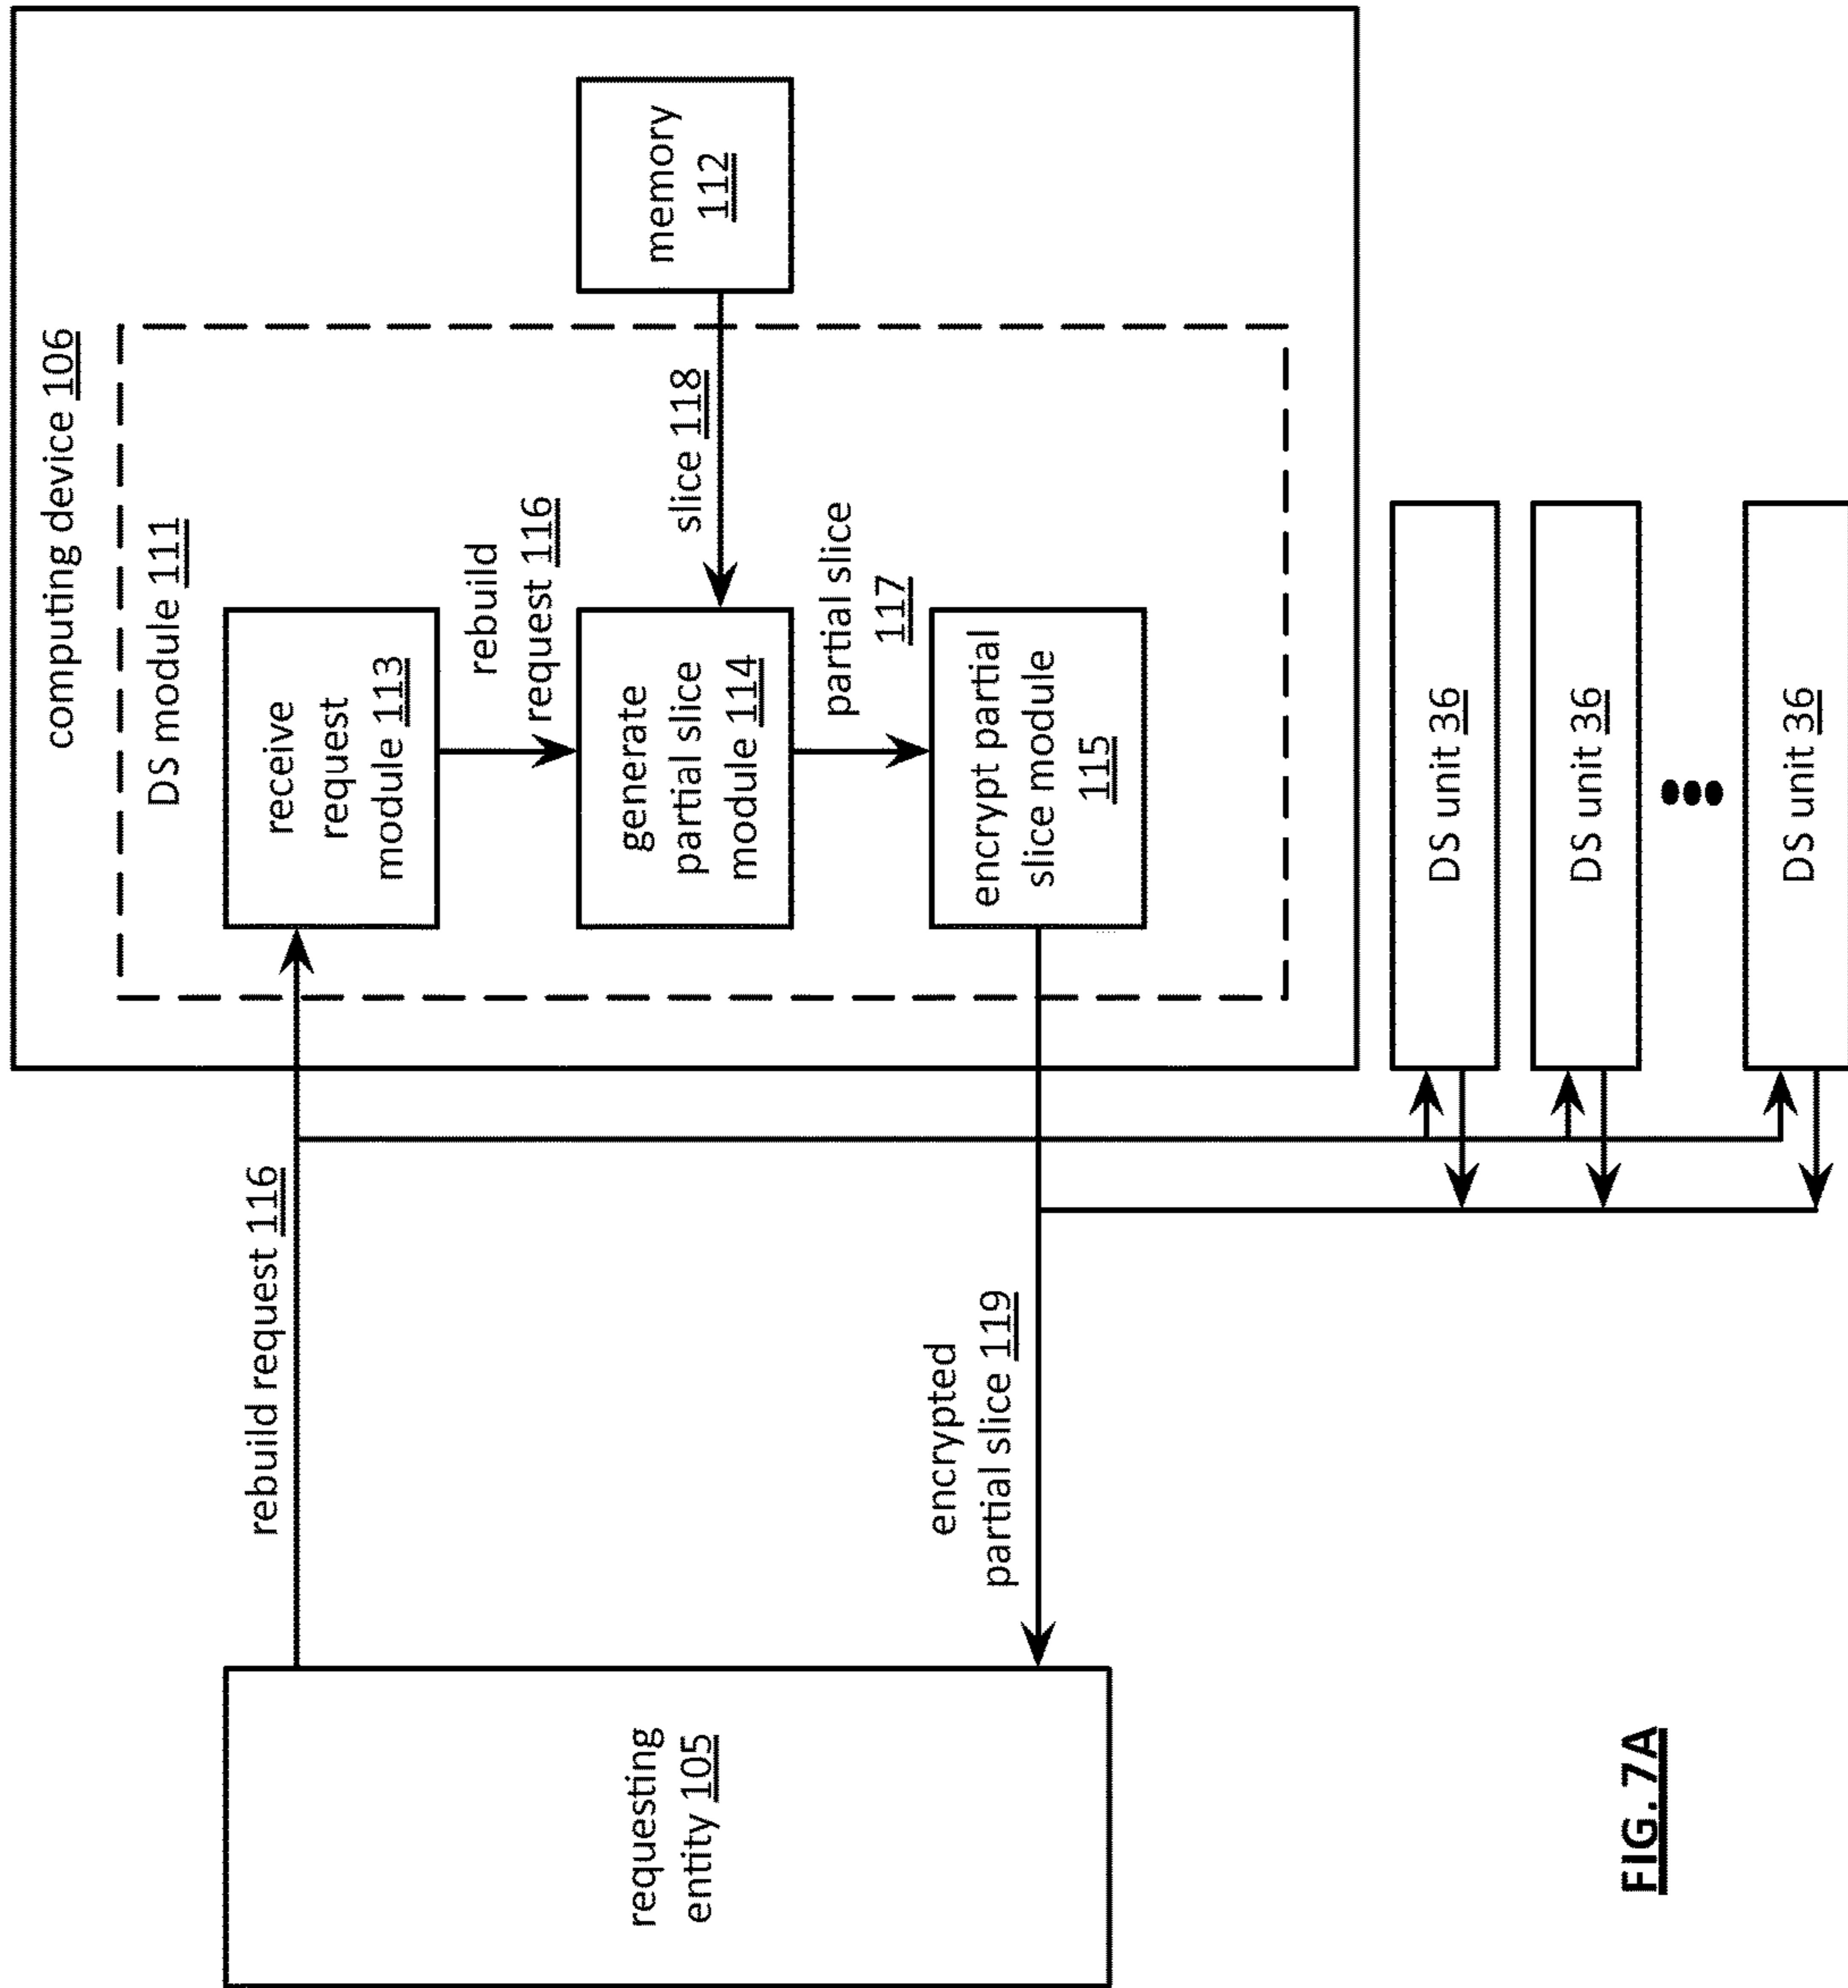 computing device 106
DS module 111
receive
request
module 113
rebuild
request 116
generate
partial slice
module 114
slice 118
memory
112
partial slice
117
encrypt partial
slice module
115
rebuild request 116
encrypted
partial slice 119
requesting
entity 105
DS unit 36
DS unit 36
DS unit 36
FIG. 7A